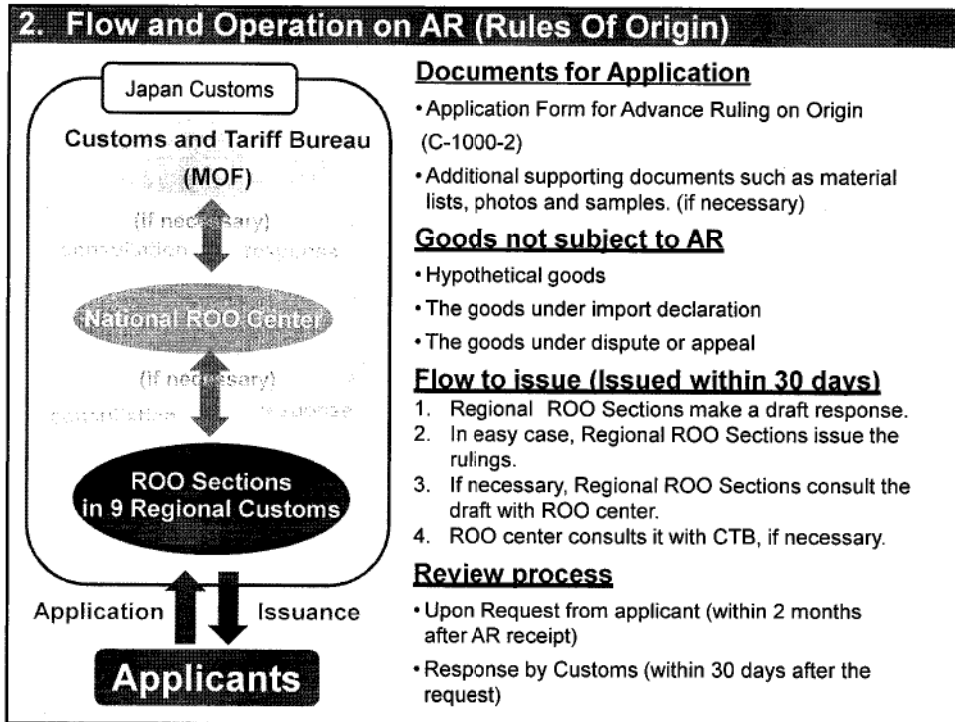 2. Flow and Operation on AR (Rules Of Origin)
Japan Customs
Customs and Tariff Bureau
(MOF)
(if necessary)
consultation response
National ROO Center
(if necessary)
consultation response
ROO Sections
in 9 Regional Customs
Application Issuance
Applicants
Documents for Application
・Application Form for Advance Ruling on Origin
(C-1000-2)
・Additional supporting documents such as material
lists, photos and samples. (if necessary)
Goods not subject to AR
・Hypothetical goods
・The goods under import declaration
・The goods under dispute or appeal
Flow to issue (Issued within 30 days)
1. Regional ROO Sections make a draft response.
2. In easy case, Regional ROO Sections issue the
rulings.
3. If necessary, Regional ROO Sections consult the
draft with ROO center.
4. ROO center consults it with CTB, if necessary.
Review process
・Upon Request from applicant (within 2 months
after AR receipt)
・Response by Customs (within 30 days after the
request)